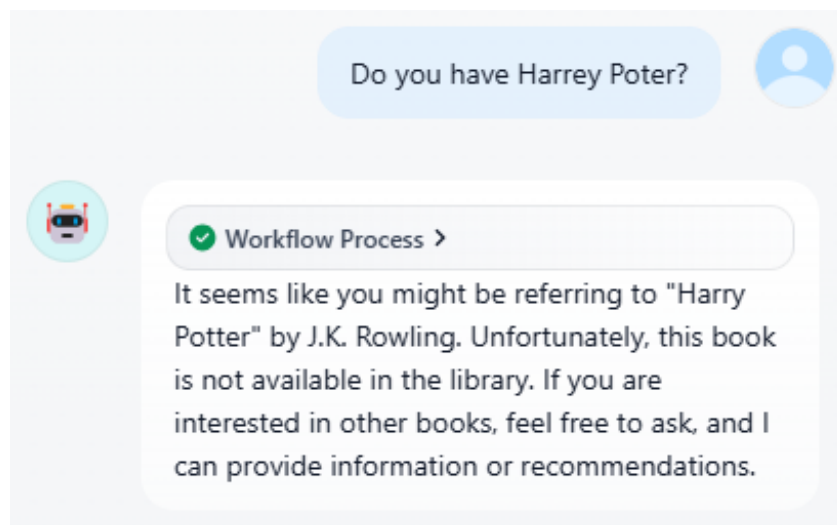 Do you have Harrey Poter?
Workflow Process >
It seems like you might be referring to "Harry
Potter" by J.K. Rowling. Unfortunately, this book
is not available in the library. If you are
interested in other books, feel free to ask, and I
can provide information or recommendations.